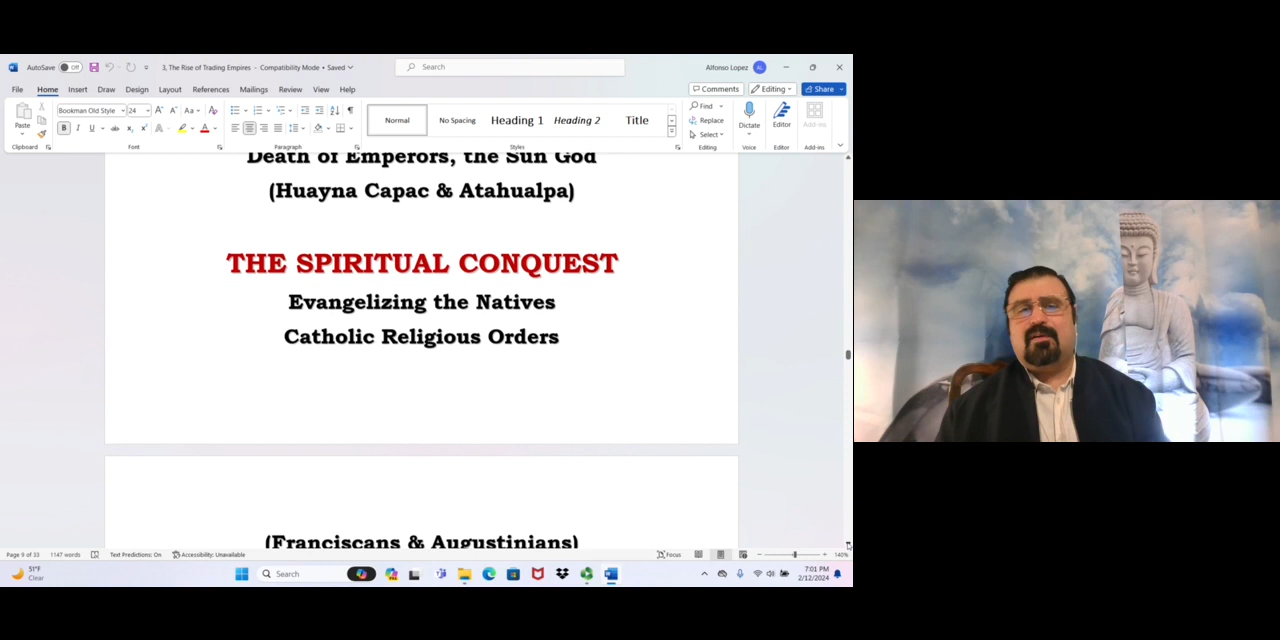 AutoSave Off
3, The Rise of Trading Empires - Compatibility Mode • Saved
Search
Alfonso Lopez AL
File Home Insert Draw Design Layout References Mailings Review View Help
Comments Editing Share
Paste
Clipboard
Bookman Old Style 24
Font
Paragraph
Normal
No Spacing
Heading 1
Heading 2
Title
Styles
Find
Replace
Select
Editing
Dictate
Voice
Editor
Editor
Add-ins
Add-ins
Death of Emperors, the Sun God
(Huayna Capac & Atahualpa)
THE SPIRITUAL CONQUEST
Evangelizing the Natives
Catholic Religious Orders
(Franciscans & Augustinians)
Page 9 of 33 1147 words Text Predictions: On Accessibility: Unavailable Focus 140%
51°F
Clear
Search
7:01 PM
2/12/2024